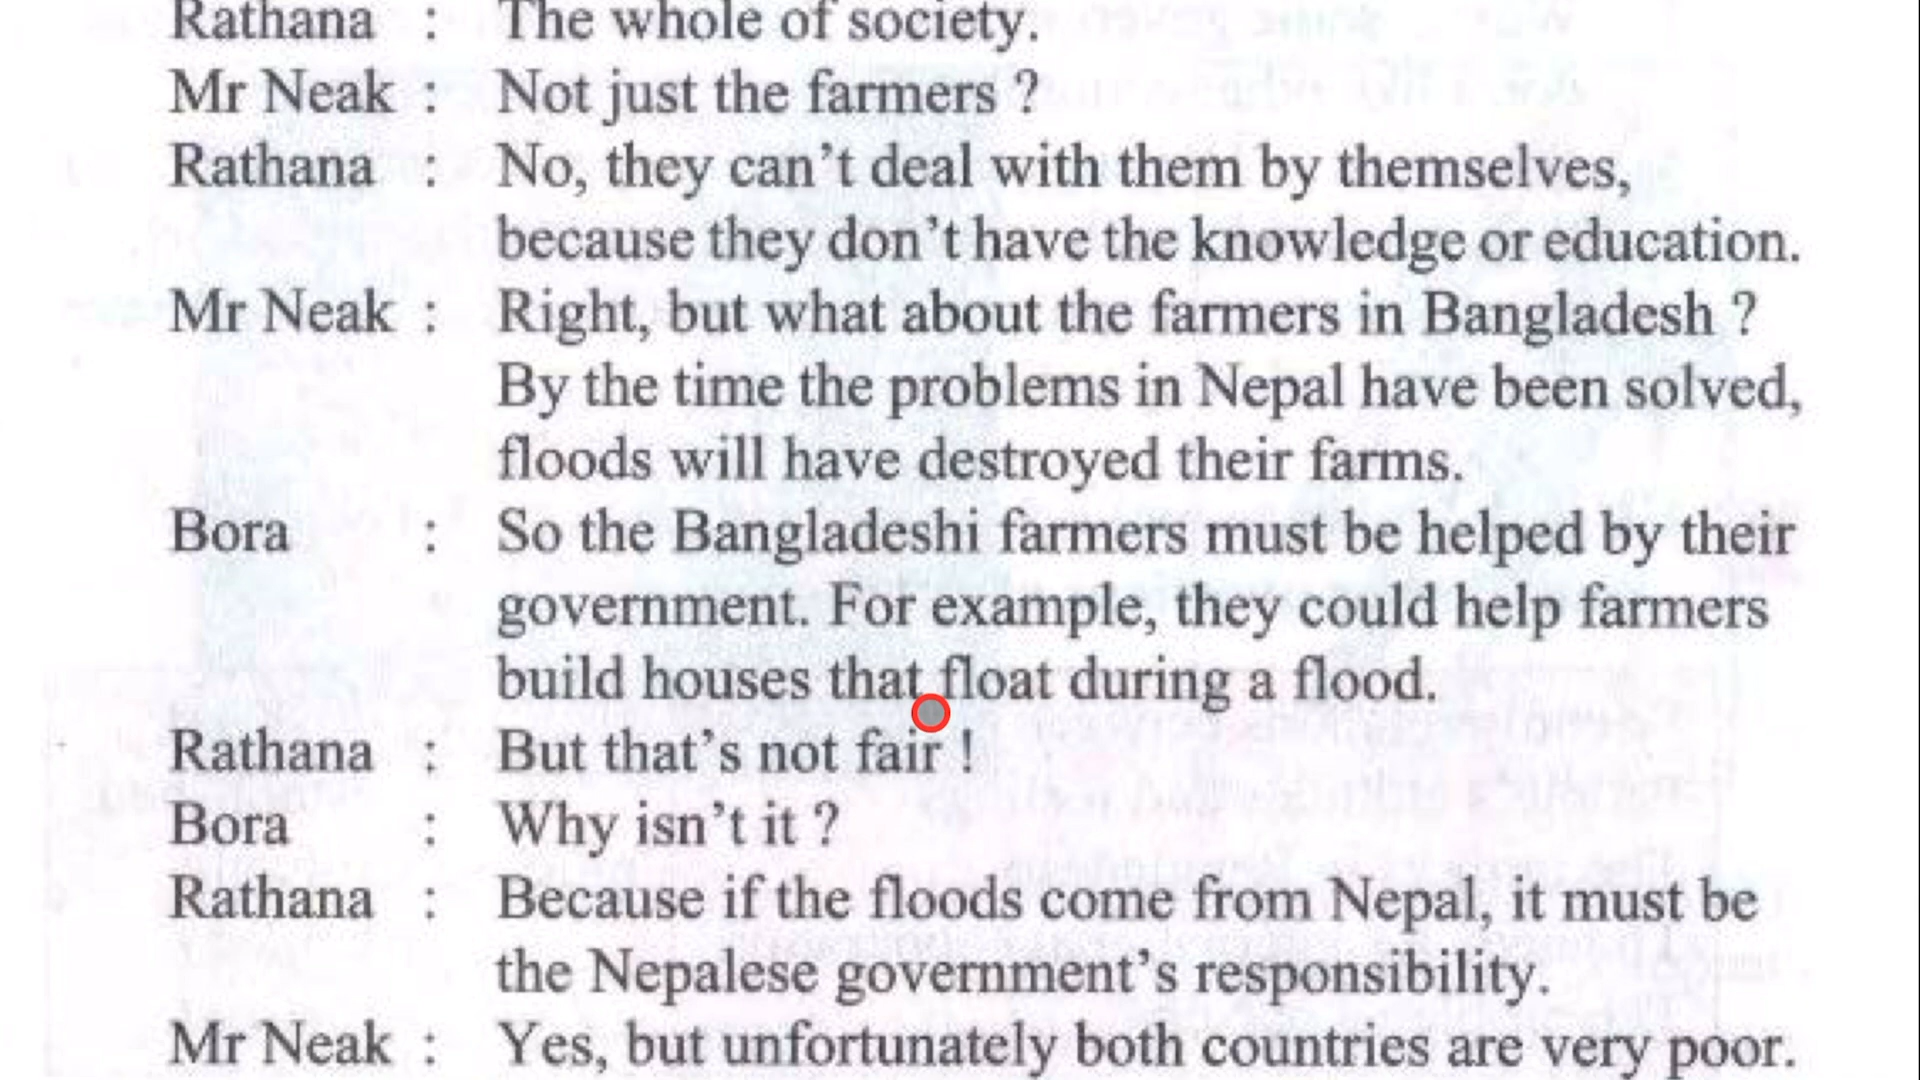 Rathana : The whole of society.
Mr Neak : Not just the farmers ?
Rathana : No, they can't deal with them by themselves,
because they don't have the knowledge or education.
Mr Neak : Right, but what about the farmers in Bangladesh ?
By the time the problems in Nepal have been solved,
floods will have destroyed their farms.
Bora : So the Bangladeshi farmers must be helped by their
government. For example, they could help farmers
build houses that float during a flood.
Rathana : But that's not fair !
Bora : Why isn't it ?
Rathana : Because if the floods come from Nepal, it must be
the Nepalese government's responsibility.
Mr Neak : Yes, but unfortunately both countries are very poor.